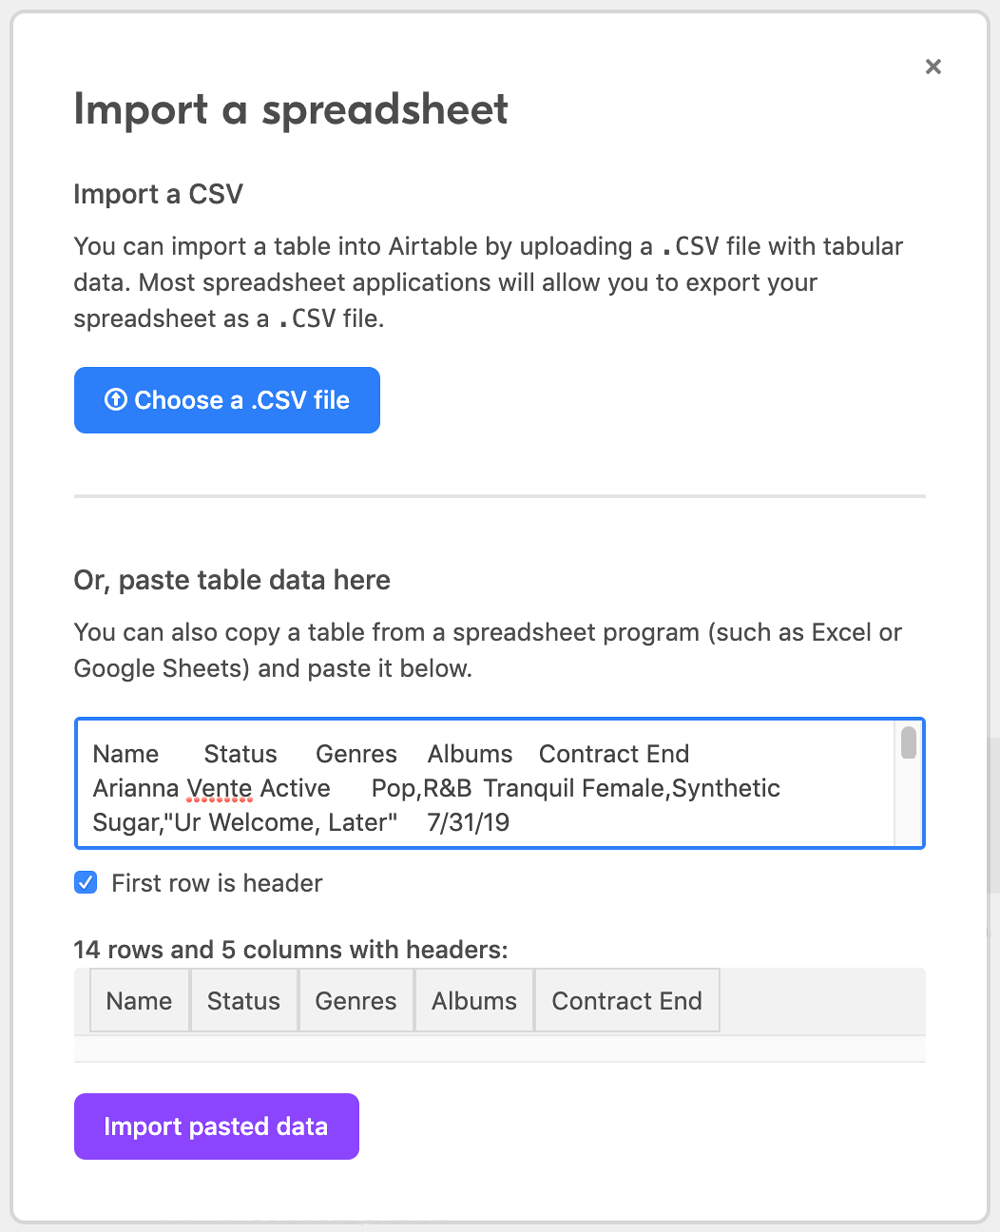 ×
Import a spreadsheet
Import a CSV
You can import a table into Airtable by uploading a .CSV file with tabular
data. Most spreadsheet applications will allow you to export your
spreadsheet as a .CSV file.
Choose a .CSV file
Or, paste table data here
You can also copy a table from a spreadsheet program (such as Excel or
Google Sheets) and paste it below.
Name Status Genres Albums Contract End
Arianna Vente Active Pop,R&B Tranquil Female,Synthetic
Sugar,"Ur Welcome, Later" 7/31/19
First row is header
14 rows and 5 columns with headers:
Name Status Genres Albums Contract End
Import pasted data